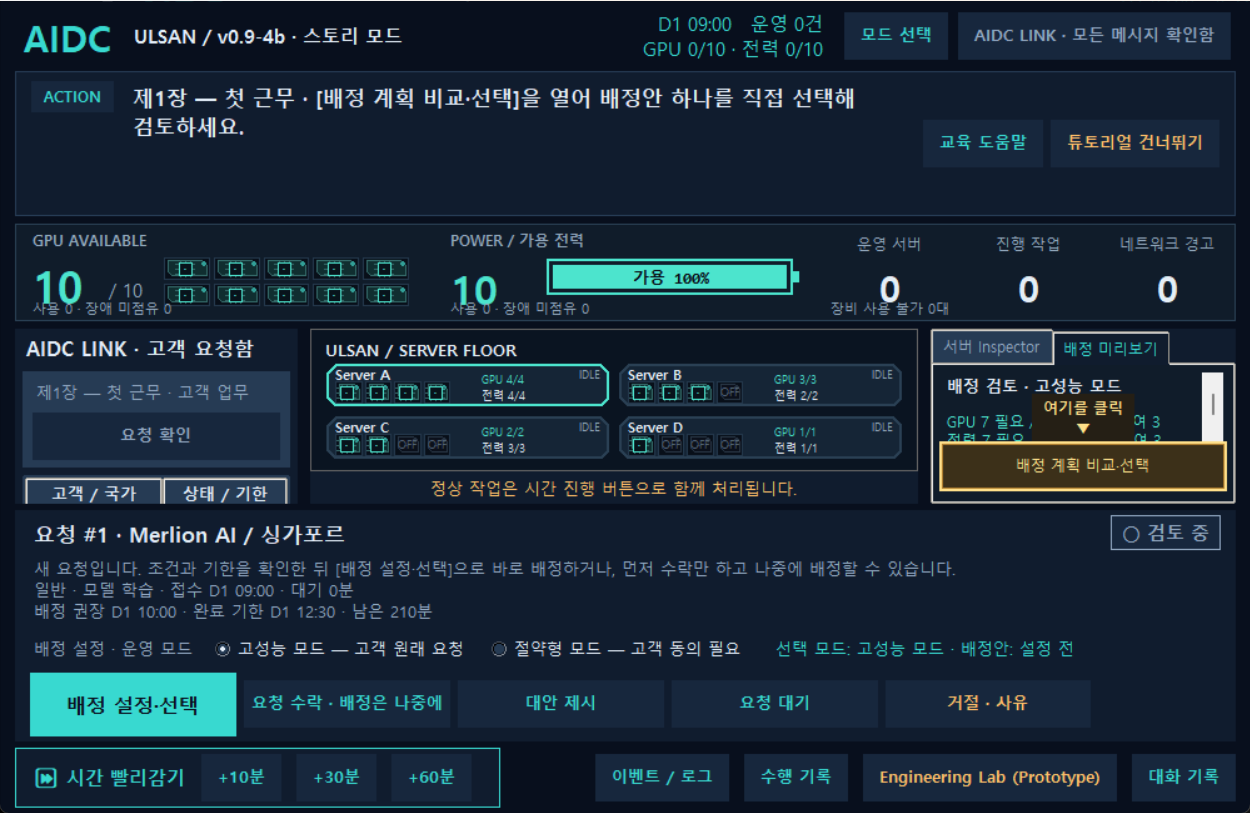 AIDC ULSAN / v0.9-4b · 스토리 모드
D1 09:00 운영 0건
GPU 0/10 · 전력 0/10
모드 선택
AIDC LINK · 모든 메시지 확인함
ACTION
제1장 — 첫 근무 · [배정 계획 비교·선택]을 열어 배정안 하나를 직접 선택해
검토하세요.
교육 도움말
튜토리얼 건너뛰기
GPU AVAILABLE
10 / 10
사용 0 · 장애 미점유 0
POWER / 가용 전력
10
가용 100%
사용 0 · 장애 미점유 0
운영 서버
0
장비 사용 불가 0대
진행 작업
0
네트워크 경고
0
AIDC LINK · 고객 요청함
제1장 — 첫 근무 · 고객 업무
요청 확인
고객 / 국가
상태 / 기한
ULSAN / SERVER FLOOR
Server A
GPU 4/4
전력 4/4
IDLE
Server B
OFF
GPU 3/3
전력 2/2
IDLE
Server C
OFF OFF
GPU 2/2
전력 3/3
IDLE
Server D
OFF OFF OFF
GPU 1/1
전력 1/1
IDLE
정상 작업은 시간 진행 버튼으로 함께 처리됩니다.
서버 Inspector
배정 미리보기
배정 검토 · 고성능 모드
GPU 7 필요 / 여 3
전력 7 필요 여 3
여기를 클릭
배정 계획 비교·선택
요청 #1 · Merlion AI / 싱가포르
검토 중
새 요청입니다. 조건과 기한을 확인한 뒤 [배정 설정·선택]으로 바로 배정하거나, 먼저 수락만 하고 나중에 배정할 수 있습니다.
일반 · 모델 학습 · 접수 D1 09:00 · 대기 0분
배정 권장 D1 10:00 · 완료 기한 D1 12:30 · 남은 210분
배정 설정 · 운영 모드 고성능 모드 — 고객 원래 요청 절약형 모드 — 고객 동의 필요 선택 모드: 고성능 모드 · 배정안: 설정 전
배정 설정·선택
요청 수락 · 배정은 나중에
대안 제시
요청 대기
거절 · 사유
시간 빨리감기
+10분
+30분
+60분
이벤트 / 로그
수행 기록
Engineering Lab (Prototype)
대화 기록